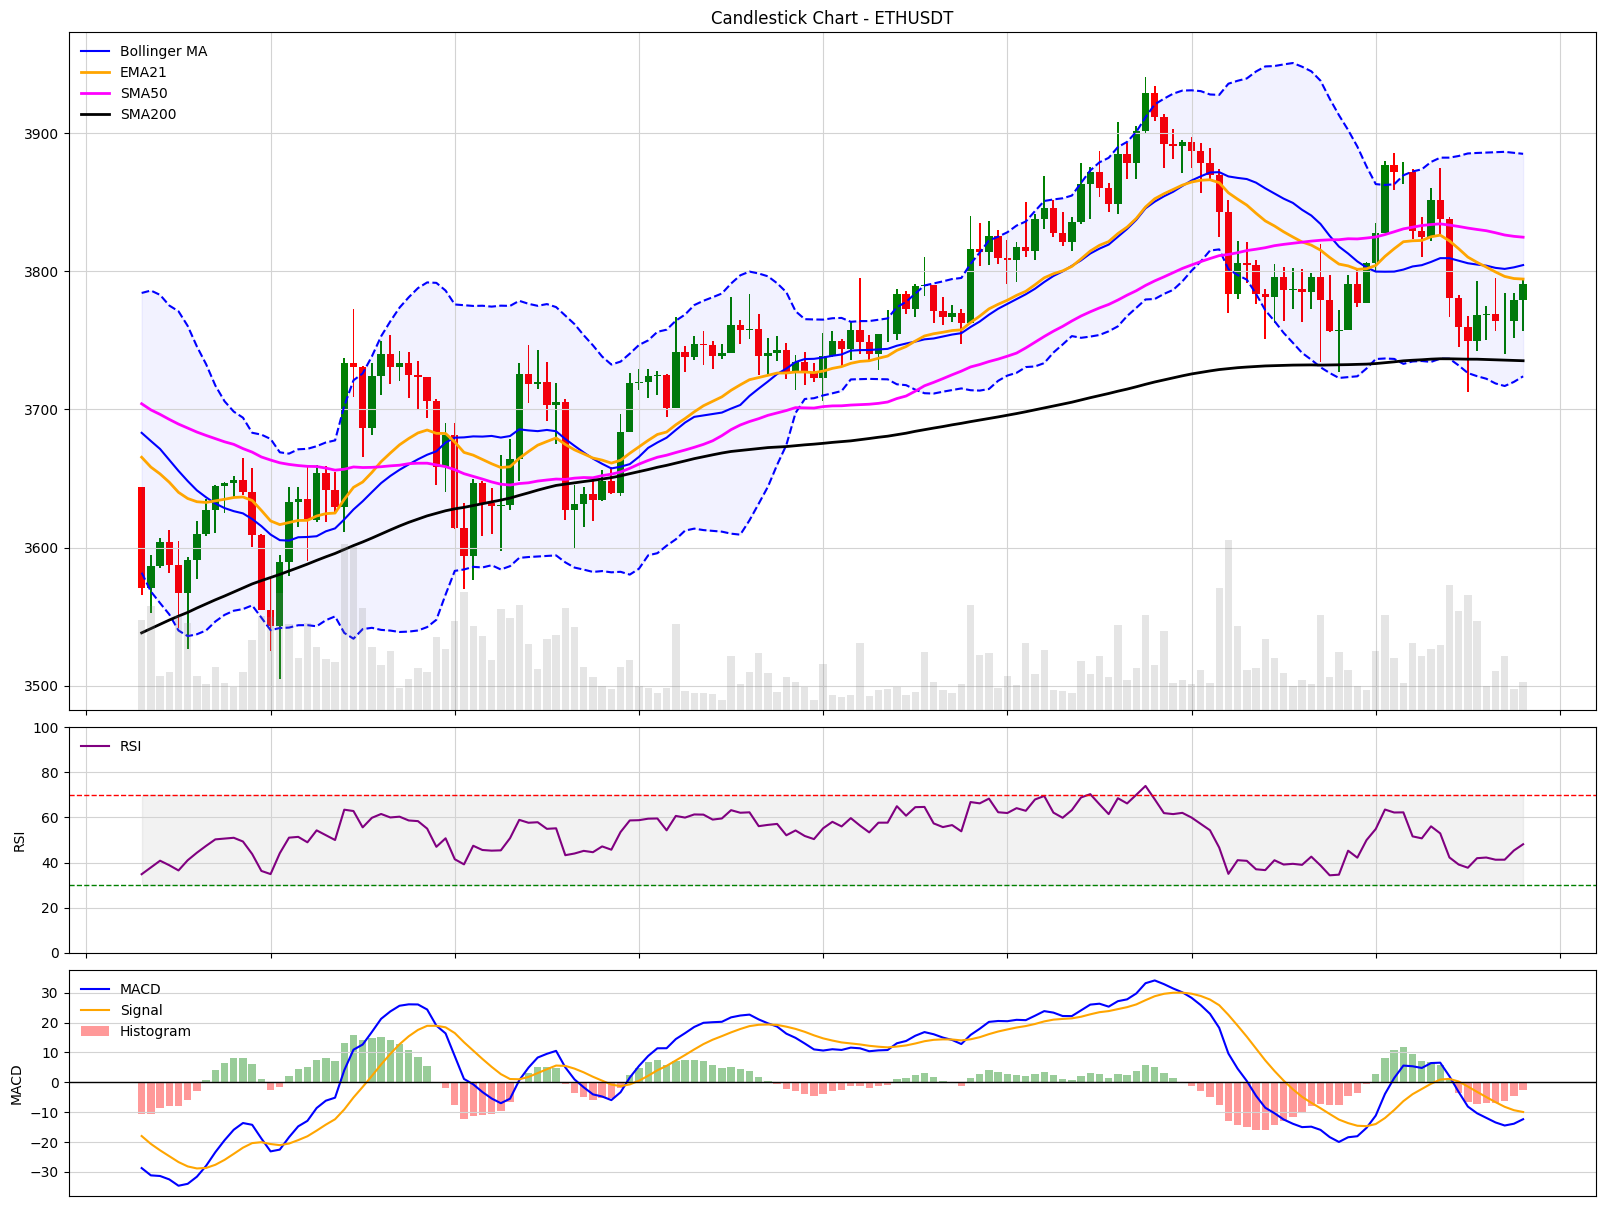 Candlestick Chart - ETHUSDT
Bollinger MA
EMA21
SMA50
SMA200
3900
3800
3700
3600
3500
100
80
60
40
20
0
RSI
RSI
30
20
10
0
−10
−20
−30
MACD
MACD
Signal
Histogram